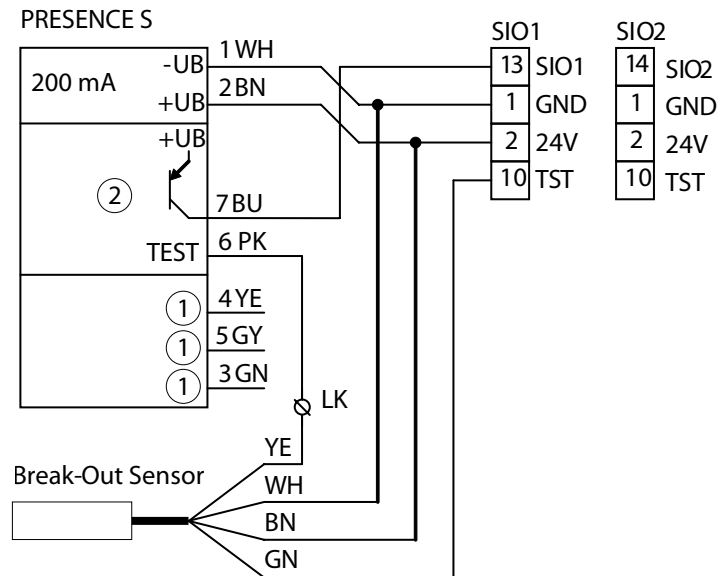 PRESENCE S
200 mA
-UB
1 WH
+UB
2 BN
+UB
2
7 BU
TEST
6 PK
1
4 YE
1
5 GY
1
3 GN
LK
SIO1
13 SIO1
1 GND
2 24V
10 TST
SIO2
14 SIO2
1 GND
2 24V
10 TST
Break-Out Sensor
YE
WH
BN
GN